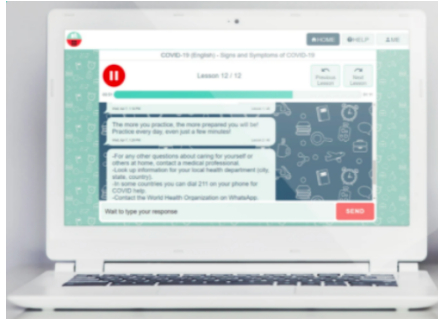 HOME HELP ME
COVID-19 (English) - Signs and Symptoms of COVID-19
Lesson 12 / 12
Previous Lesson
Next Lesson
The more you practice, the more prepared you will be!
Practice every day, even just a few minutes!
-For any other questions about caring for yourself or
others at home, contact a medical professional.
-Look up information for your local health department (city,
state, country).
-In some countries you can dial 211 on your phone for
COVID help.
-Contact the World Health Organization on WhatsApp.
Wait to type your response
SEND